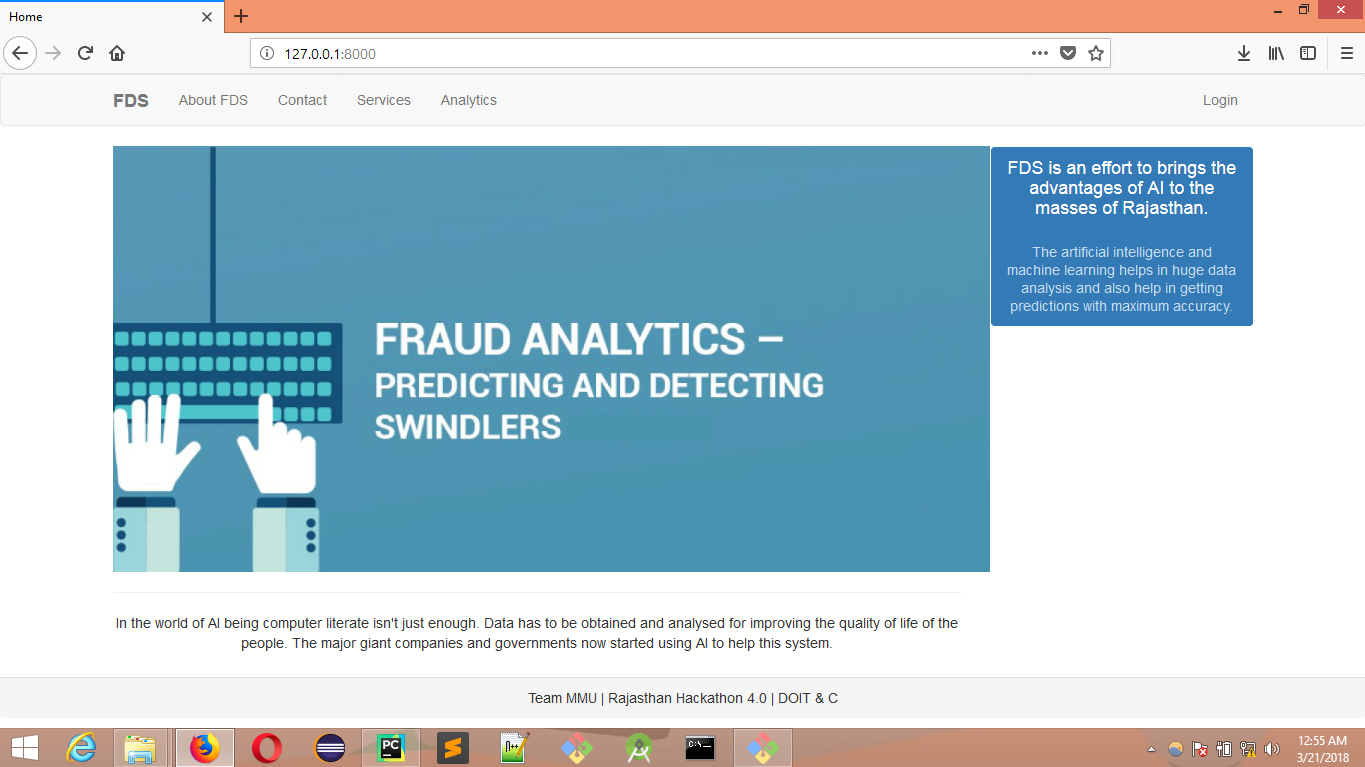 Home
127.0.0.1:8000
FDS About FDS Contact Services Analytics Login
FRAUD ANALYTICS –
PREDICTING AND DETECTING
SWINDLERS
FDS is an effort to brings the
advantages of AI to the
masses of Rajasthan.
The artificial intelligence and
machine learning helps in huge data
analysis and also help in getting
predictions with maximum accuracy.
In the world of AI being computer literate isn't just enough. Data has to be obtained and analysed for improving the quality of life of the
people. The major giant companies and governments now started using AI to help this system.
Team MMU | Rajasthan Hackathon 4.0 | DOIT & C
PC
C:\_
12:55 AM
3/21/2018